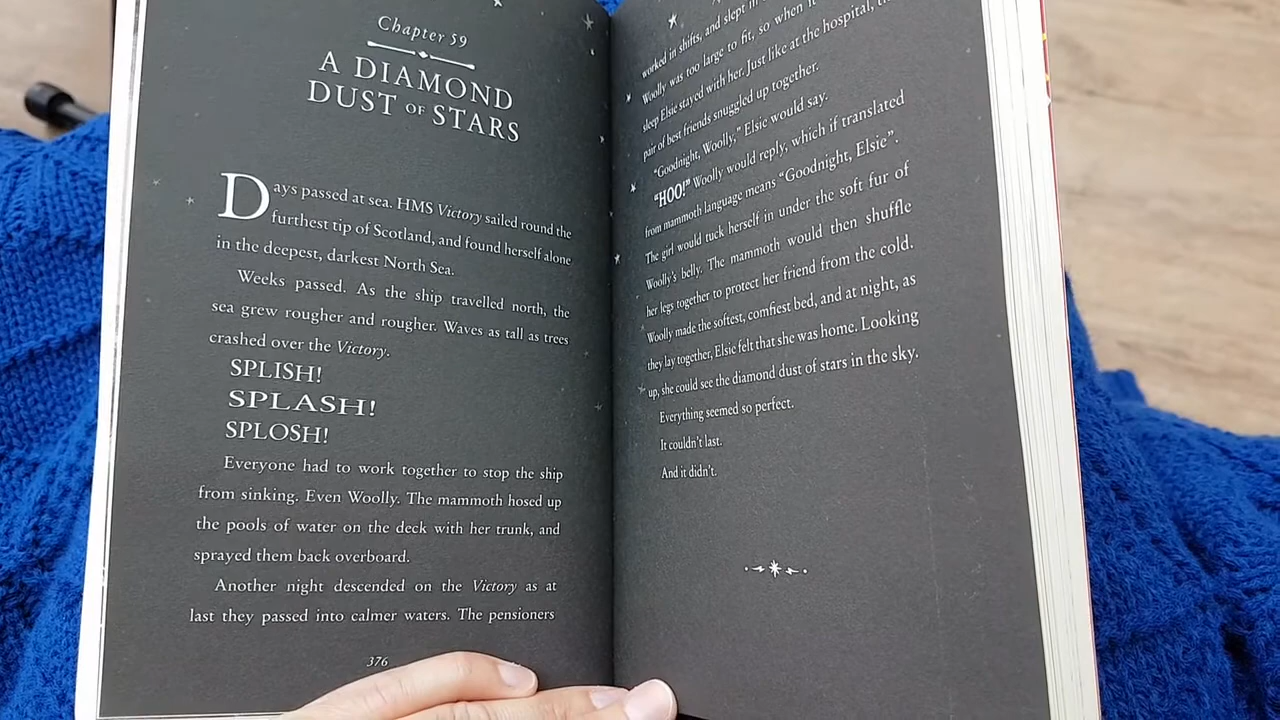 Chapter 59
A DIAMOND
DUST OF STARS
Days passed at sea. HMS Victory sailed round the
furthest tip of Scotland, and found herself alone
in the deepest, darkest North Sea.
Weeks passed. As the ship travelled north, the
sea grew rougher and rougher. Waves as tall as trees
crashed over the Victory.
SPLISH!
SPLASH!
SPLOSH!
Everyone had to work together to stop the ship
from sinking. Even Woolly. The mammoth hosed up
the pools of water on the deck with her trunk, and
sprayed them back overboard.
Another night descended on the Victory as at
last they passed into calmer waters. The pensioners
376
worked in shifts, and slept in
Woolly was too large to fit, so when it
sleep Elsie stayed with her. Just like at the hospital,
pair of best friends snuggled up together.
"Goodnight, Woolly," Elsie would say.
"HOO!" Woolly would reply, which if translated
from mammoth language means "Goodnight, Elsie".
The girl would tuck herself in under the soft fur of
Woolly's belly. The mammoth would then shuffle
her legs together to protect her friend from the cold.
Woolly made the softest, comfiest bed, and at night, as
they lay together, Elsie felt that she was home. Looking
up, she could see the diamond dust of stars in the sky.
Everything seemed so perfect.
It couldn't last.
And it didn't.